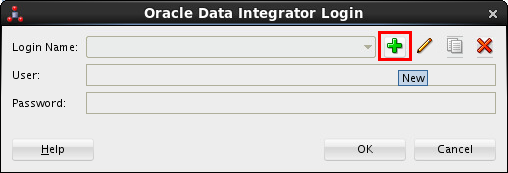 Oracle Data Integrator Login
Login Name:
User:
New
Password:
Help
OK
Cancel